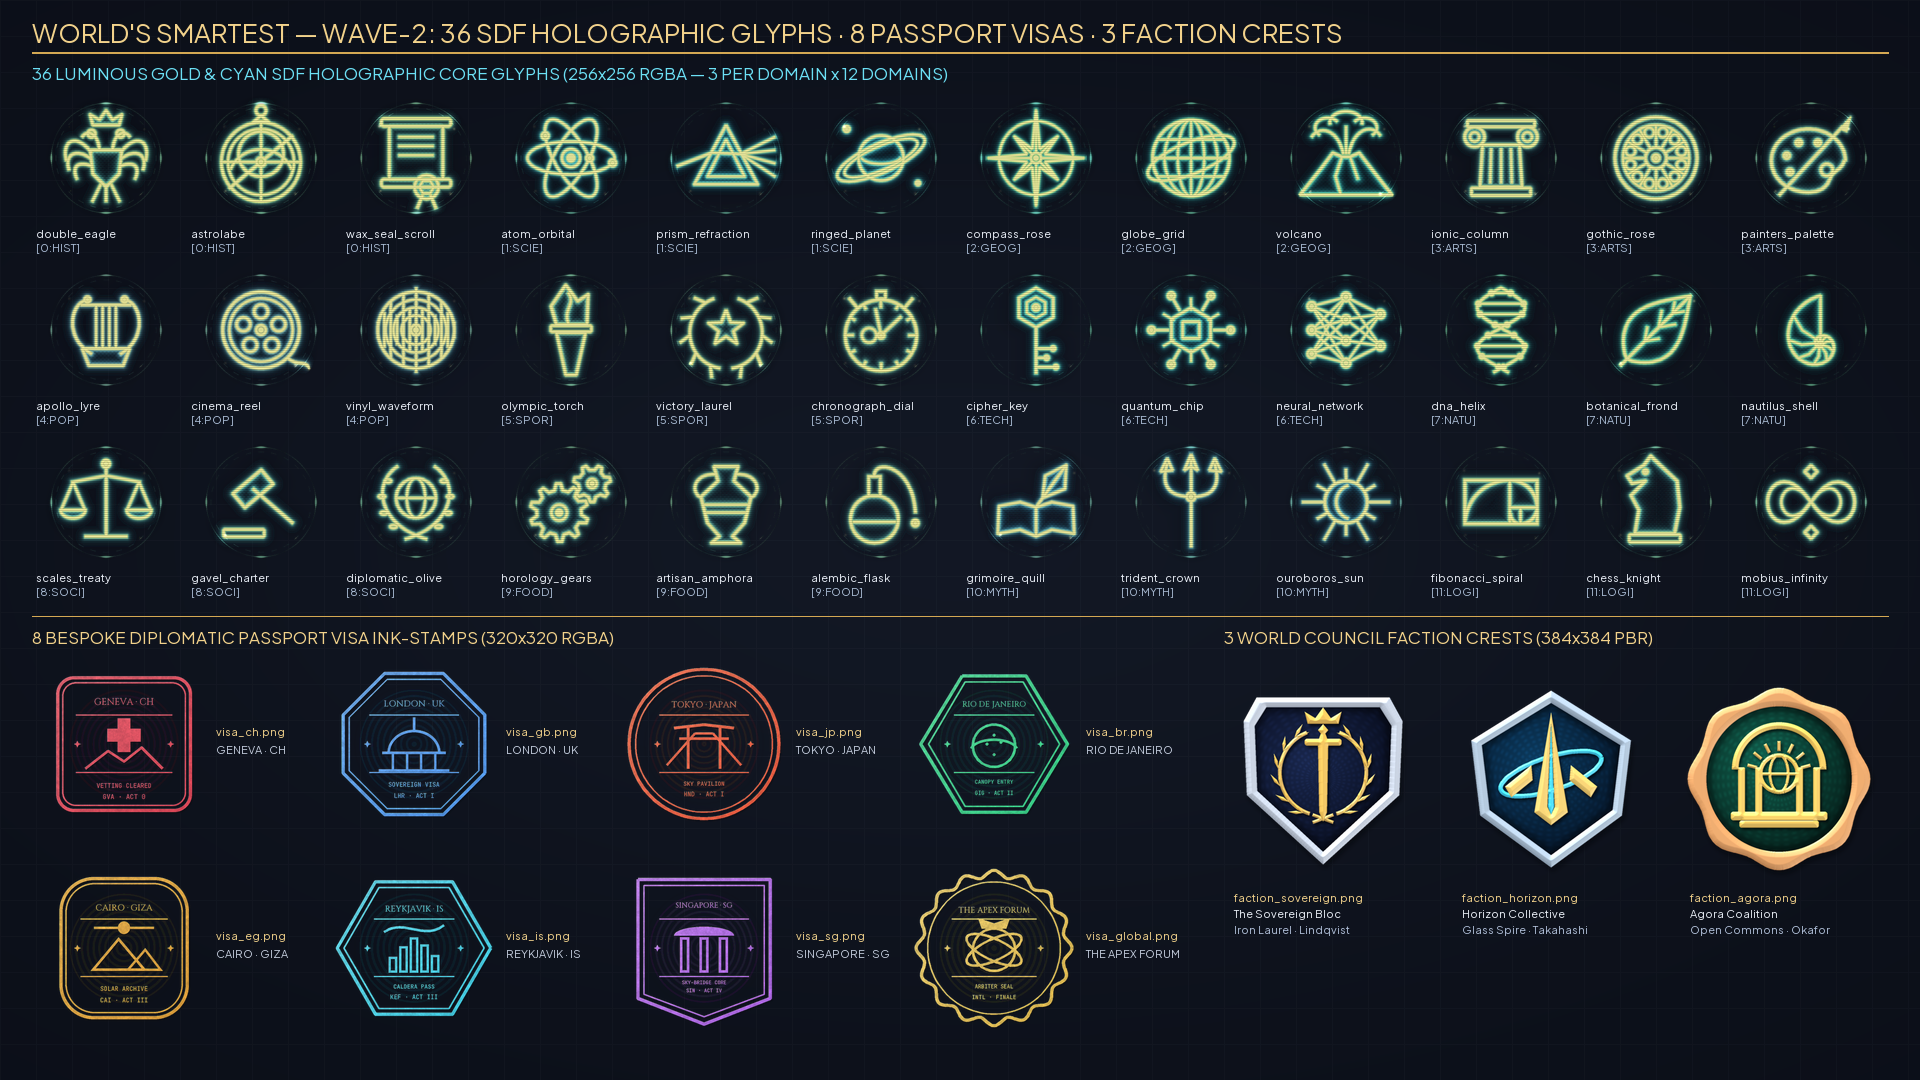 WORLD'S SMARTEST — WAVE-2: 36 SDF HOLOGRAPHIC GLYPHS · 8 PASSPORT VISAS · 3 FACTION CRESTS
36 LUMINOUS GOLD & CYAN SDF HOLOGRAPHIC CORE GLYPHS (256x256 RGBA — 3 PER DOMAIN x 12 DOMAINS)
double_eagle astrolabe wax_seal_scroll atom_orbital prism_refraction ringed_planet compass_rose globe_grid volcano ionic_column gothic_rose painters_palette
[0:HIST] [0:HIST] [0:HIST] [1:SCIE] [1:SCIE] [1:SCIE] [2:GEOG] [2:GEOG] [2:GEOG] [3:ARTS] [3:ARTS] [3:ARTS]
apollo_lyre cinema_reel vinyl_waveform olympic_torch victory_laurel chronograph_dial cipher_key quantum_chip neural_network dna_helix botanical_frond nautilus_shell
[4:POP] [4:POP] [4:POP] [5:SPOR] [5:SPOR] [5:SPOR] [6:TECH] [6:TECH] [6:TECH] [7:NATU] [7:NATU] [7:NATU]
scales_treaty gavel_charter diplomatic_olive horology_gears artisan_amphora alembic_flask grimoire_quill trident_crown ouroboros_sun fibonacci_spiral chess_knight mobius_infinity
[8:SOCI] [8:SOCI] [8:SOCI] [9:FOOD] [9:FOOD] [9:FOOD] [10:MYTH] [10:MYTH] [10:MYTH] [11:LOGI] [11:LOGI] [11:LOGI]
8 BESPOKE DIPLOMATIC PASSPORT VISA INK-STAMPS (320x320 RGBA)
GENEVA · CH
VETTING CLEARED
GVA · ACT 0
visa_ch.png
GENEVA · CH
LONDON · UK
SOVEREIGN VISA
LHR · ACT I
visa_gb.png
LONDON · UK
TOKYO · JAPAN
SKY PAVILION
HND · ACT I
visa_jp.png
TOKYO · JAPAN
RIO DE JANEIRO
CANOPY ENTRY
GIG · ACT II
visa_br.png
RIO DE JANEIRO
CAIRO · GIZA
SOLAR ARCHIVE
CAI · ACT III
visa_eg.png
CAIRO · GIZA
REYKJAVIK · IS
CALDERA PASS
KEF · ACT III
visa_is.png
REYKJAVIK · IS
SINGAPORE · SG
SKY-BRIDGE CORE
SIN · ACT IV
visa_sg.png
SINGAPORE · SG
THE APEX FORUM
ARBITER SEAL
INTL · FINALE
visa_global.png
THE APEX FORUM
3 WORLD COUNCIL FACTION CRESTS (384x384 PBR)
faction_sovereign.png
The Sovereign Bloc
Iron Laurel · Lindqvist
faction_horizon.png
Horizon Collective
Glass Spire · Takahashi
faction_agora.png
Agora Coalition
Open Commons · Okafor